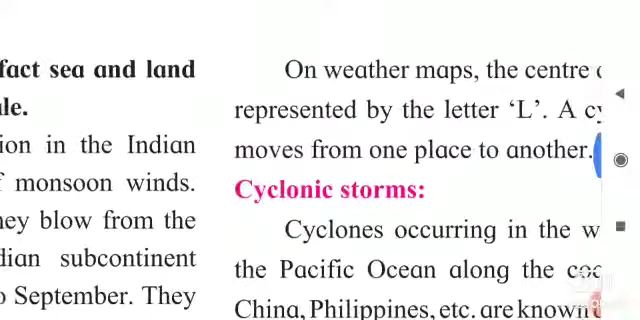 fact sea and land
ion in the Indian
monsoon winds.
hey blow from the
dian subcontinent
September. They
On weather maps, the centre
represented by the letter ‘L’. A cy
moves from one place to another.
Cyclonic storms:
Cyclones occurring in the w
the Pacific Ocean along the
China, Philippines, etc. are known